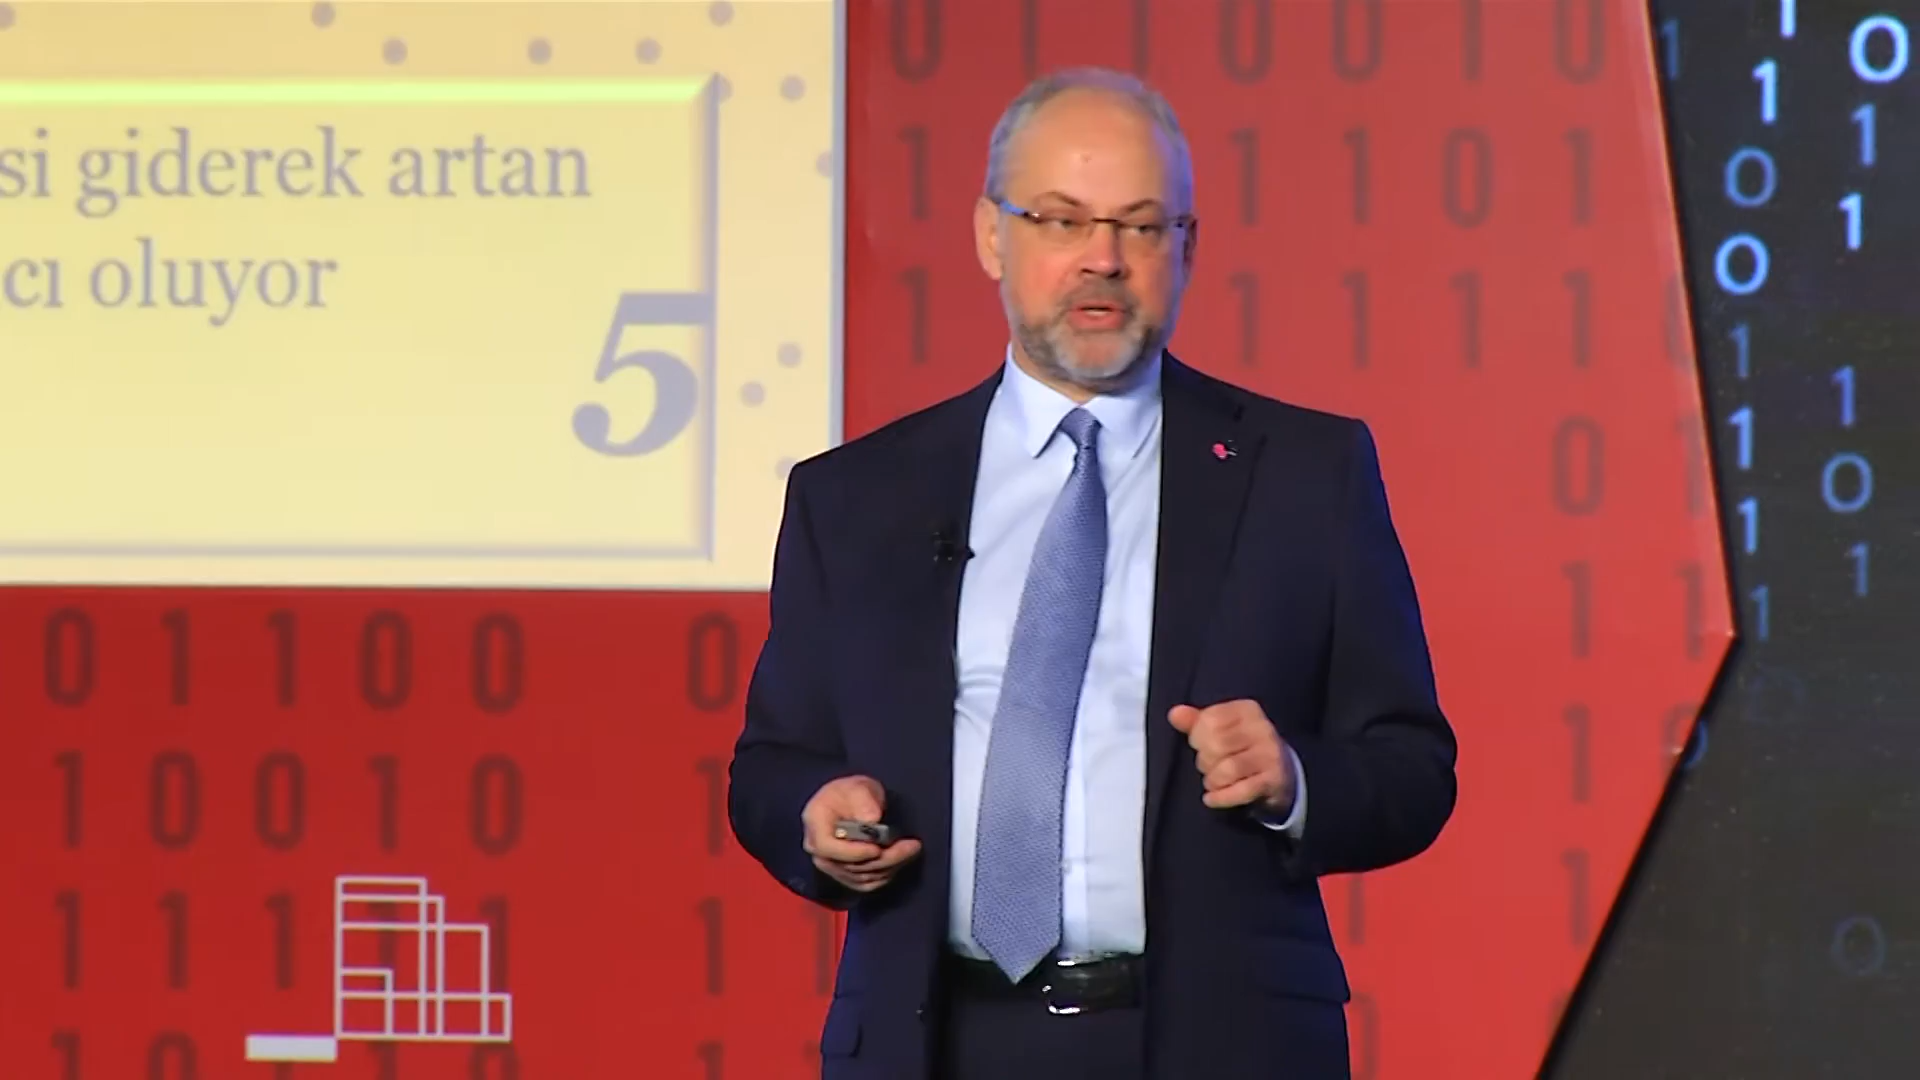 si giderek artan
cı oluyor
5